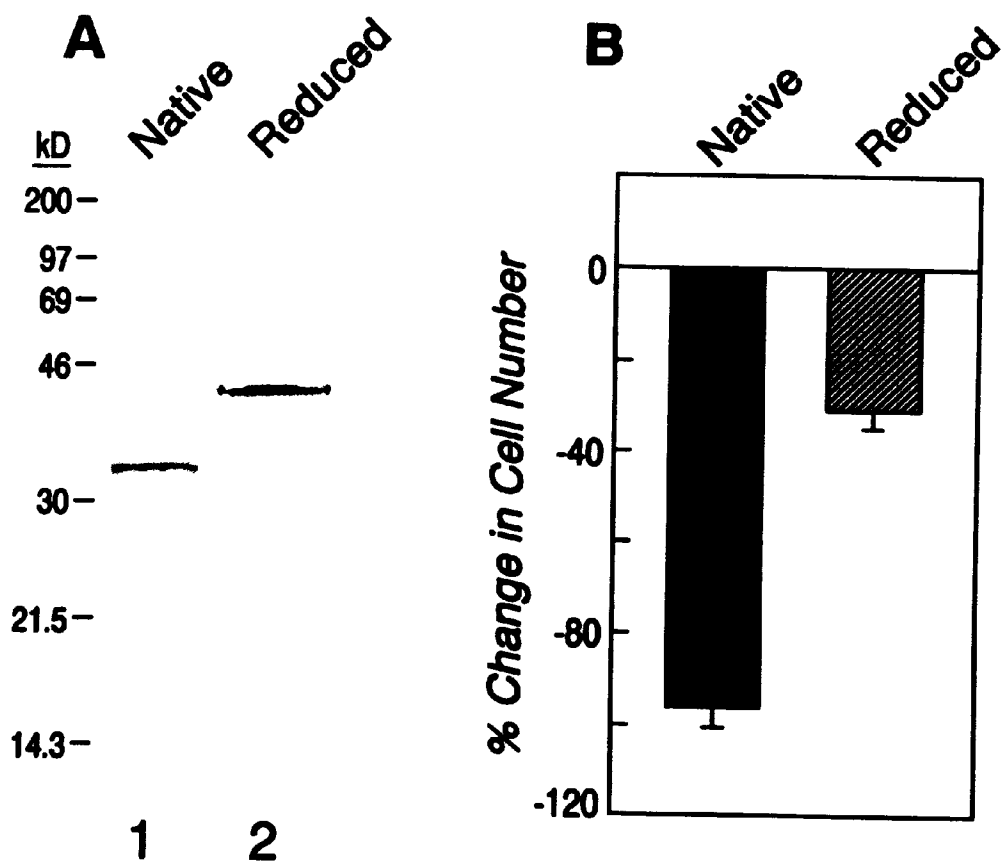 A
Native
Reduced
kD
200
97
69
46
30
21.5
14.3
1
2
B
Native
Reduced
% Change in Cell Number
0
-40
-80
-120